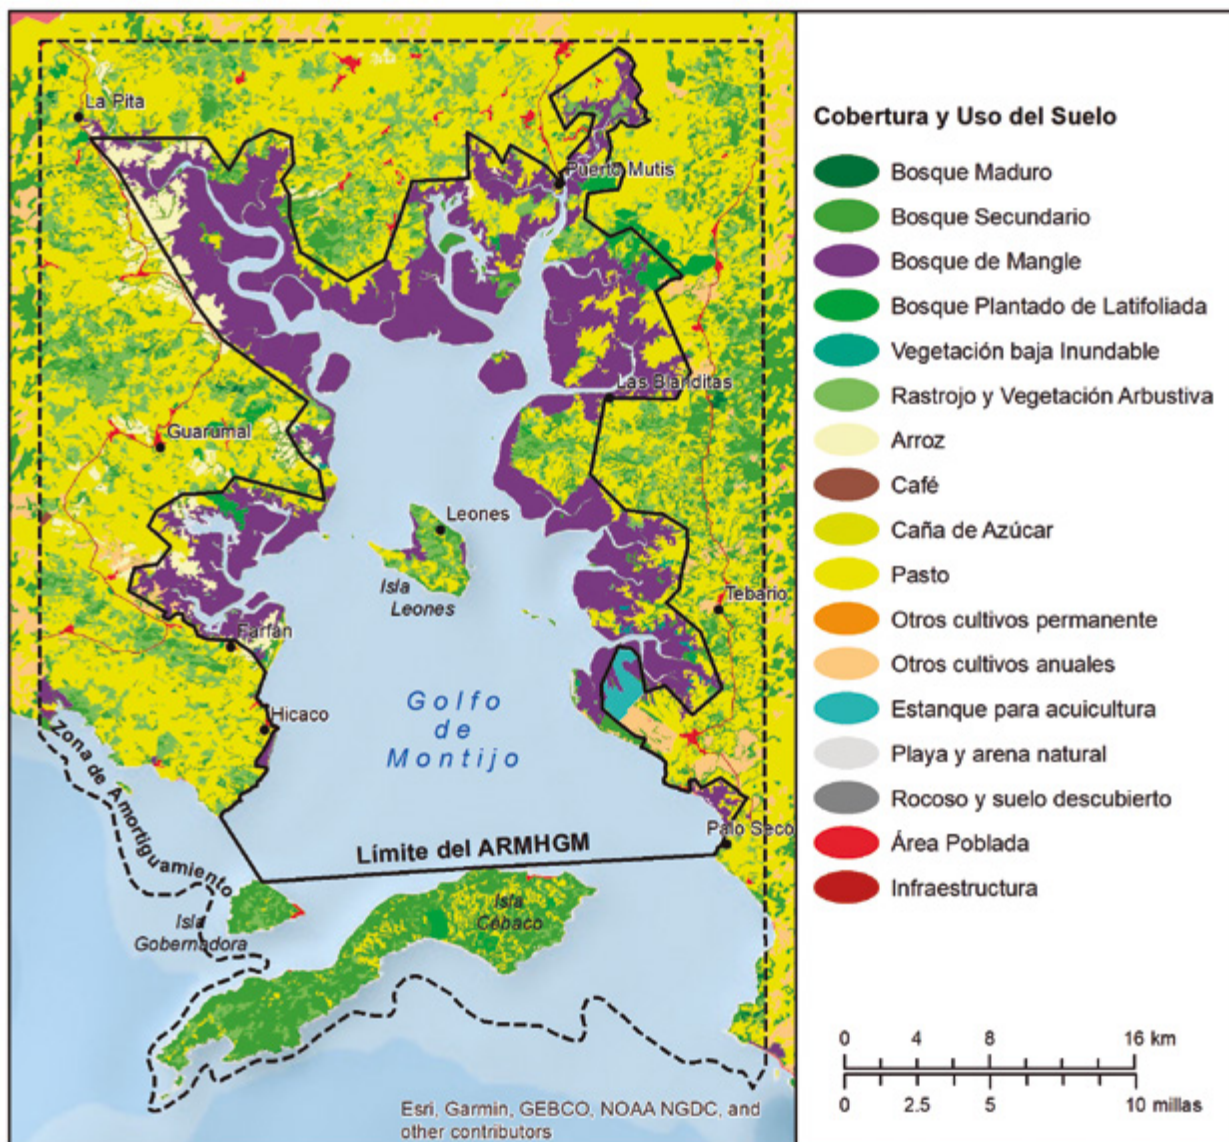 La Pita
Puerto Mutis
Las Blanditas
Guarumal
Leones
Isla
Leones
Tebario
Farfán
Hicaco
Golfo
de
Montijo
Zona de Amortiguamiento
Límite del ARMHGM
Palo Seco
Isla
Gobernadora
Isla
Cébaco
Esri, Garmin, GEBCO, NOAA NGDC, and
other contributors
Cobertura y Uso del Suelo
Bosque Maduro
Bosque Secundario
Bosque de Mangle
Bosque Plantado de Latifoliada
Vegetación baja Inundable
Rastrojo y Vegetación Arbustiva
Arroz
Café
Caña de Azúcar
Pasto
Otros cultivos permanente
Otros cultivos anuales
Estanque para acuicultura
Playa y arena natural
Rocoso y suelo descubierto
Área Poblada
Infraestructura
0 4 8 16 km
0 2.5 5 10 millas